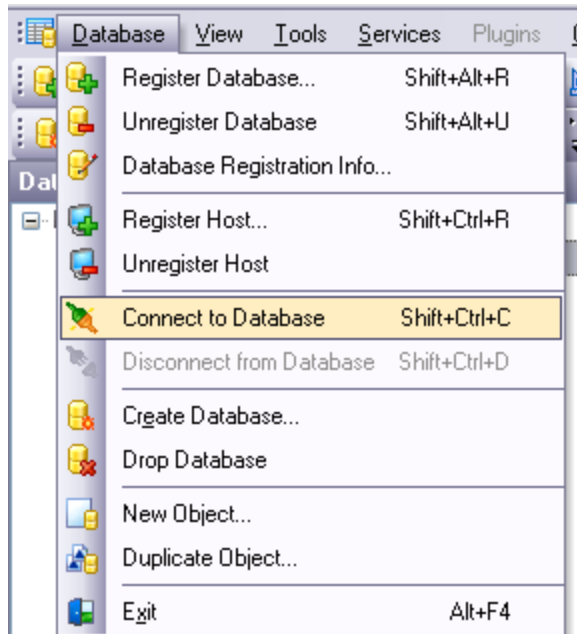 Database View Tools Services Plugins
Register Database... Shift+Alt+R
Unregister Database Shift+Alt+U
Database Registration Info...
Register Host... Shift+Ctrl+R
Unregister Host
Connect to Database Shift+Ctrl+C
Disconnect from Database Shift+Ctrl+D
Create Database...
Drop Database
New Object...
Duplicate Object...
Exit Alt+F4